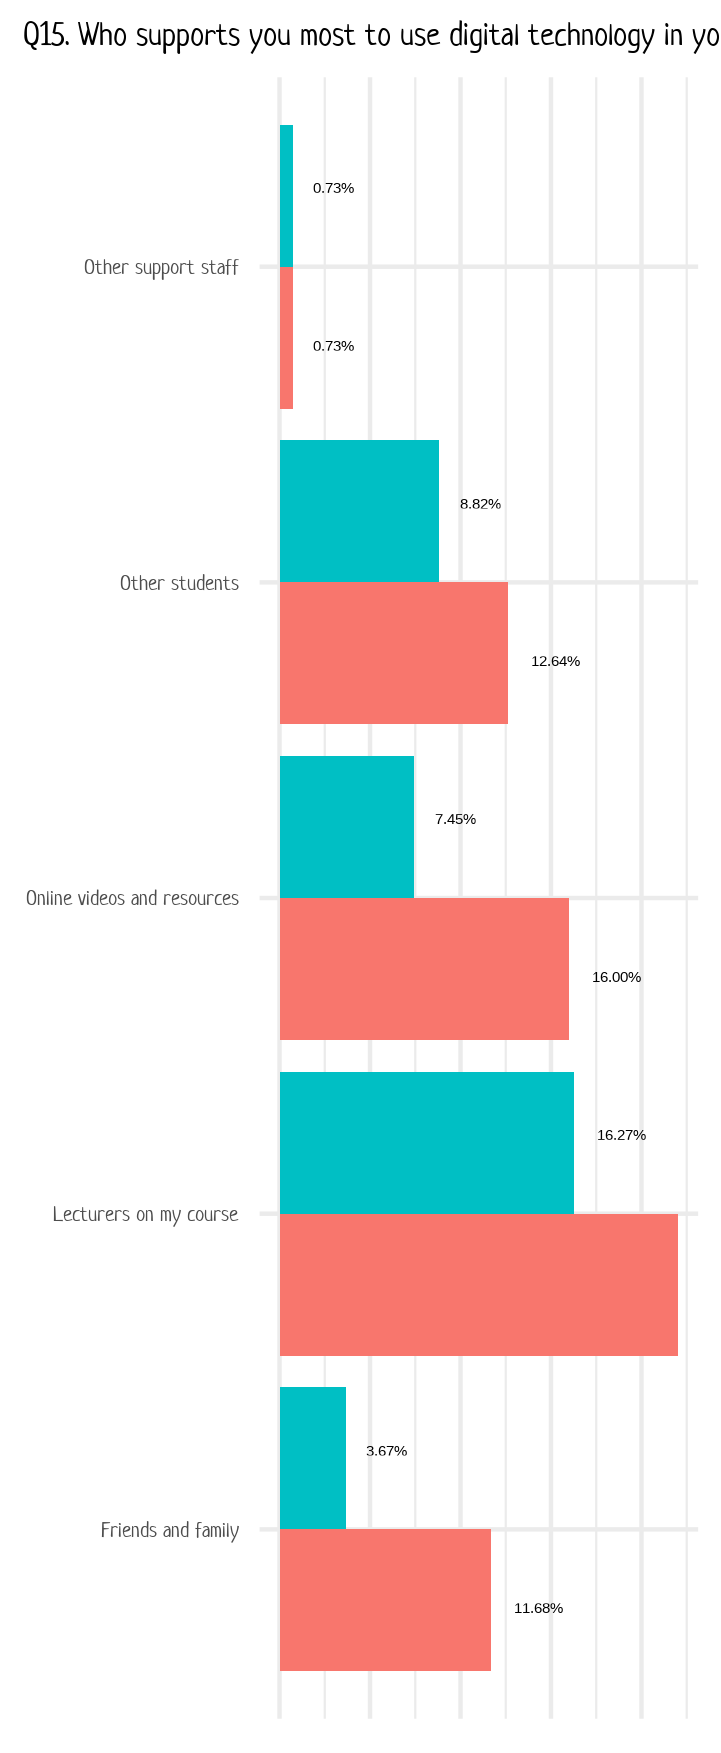 Q15. Who supports you most to use digital technology in yo
0.73%
Other support staff
0.73%
8.82%
Other students
12.64%
7.45%
Online videos and resources
16.00%
16.27%
Lecturers on my course
3.67%
Friends and family
11.68%